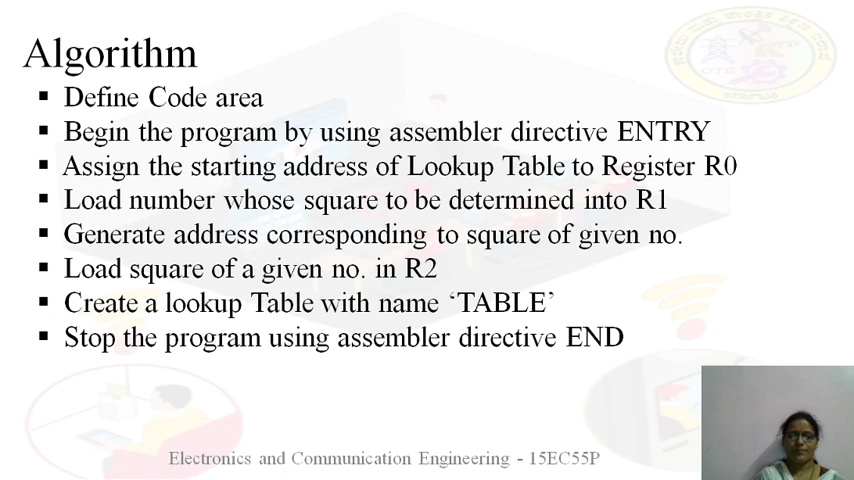 Algorithm
▪ Define Code area
▪ Begin the program by using assembler directive ENTRY
▪ Assign the starting address of Lookup Table to Register R0
▪ Load number whose square to be determined into R1
▪ Generate address corresponding to square of given no.
▪ Load square of a given no. in R2
▪ Create a lookup Table with name ‘TABLE’
▪ Stop the program using assembler directive END
Electronics and Communication Engineering - 15EC55P